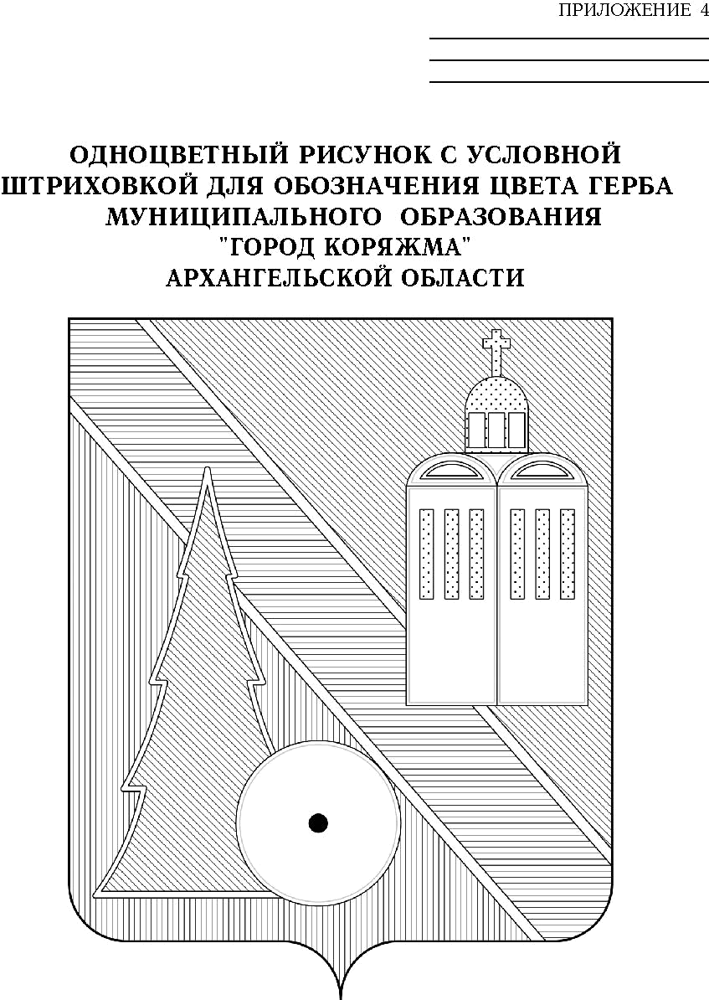 ПРИЛОЖЕНИЕ 4
ОДНОЦВЕТНЫЙ РИСУНОК С УСЛОВНОЙ
ШТРИХОВКОЙ ДЛЯ ОБОЗНАЧЕНИЯ ЦВЕТА ГЕРБА
МУНИЦИПАЛЬНОГО ОБРАЗОВАНИЯ
"ГОРОД КОРЯЖМА"
АРХАНГЕЛЬСКОЙ ОБЛАСТИ